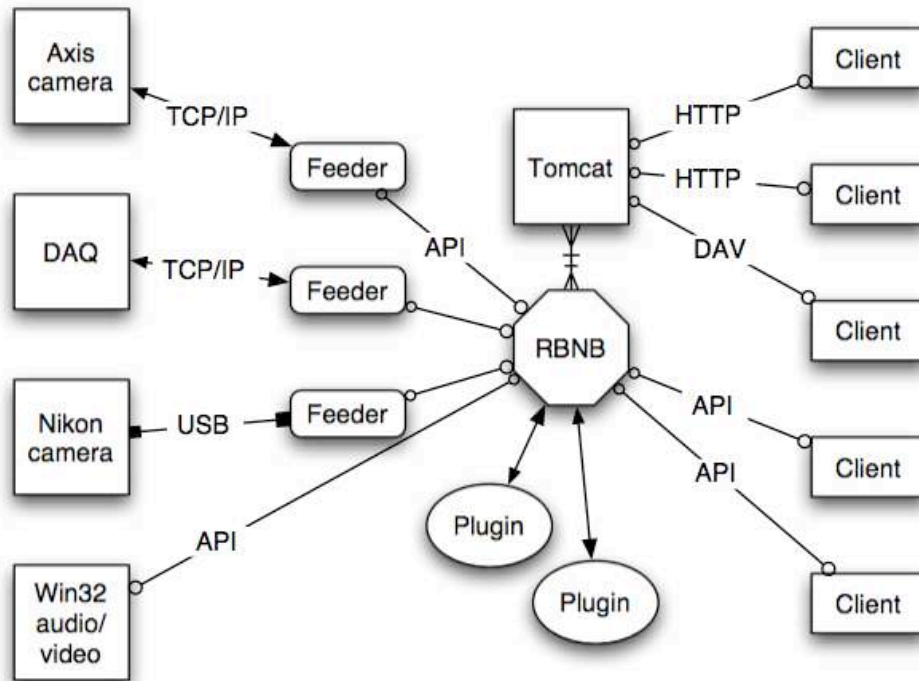 Axis
camera
TCP/IP
Feeder
API
DAQ
TCP/IP
Feeder
Nikon
camera
USB
Feeder
API
Win32
audio/
video
Tomcat
RBNB
Plugin
Plugin
HTTP
Client
HTTP
Client
DAV
Client
API
Client
API
Client